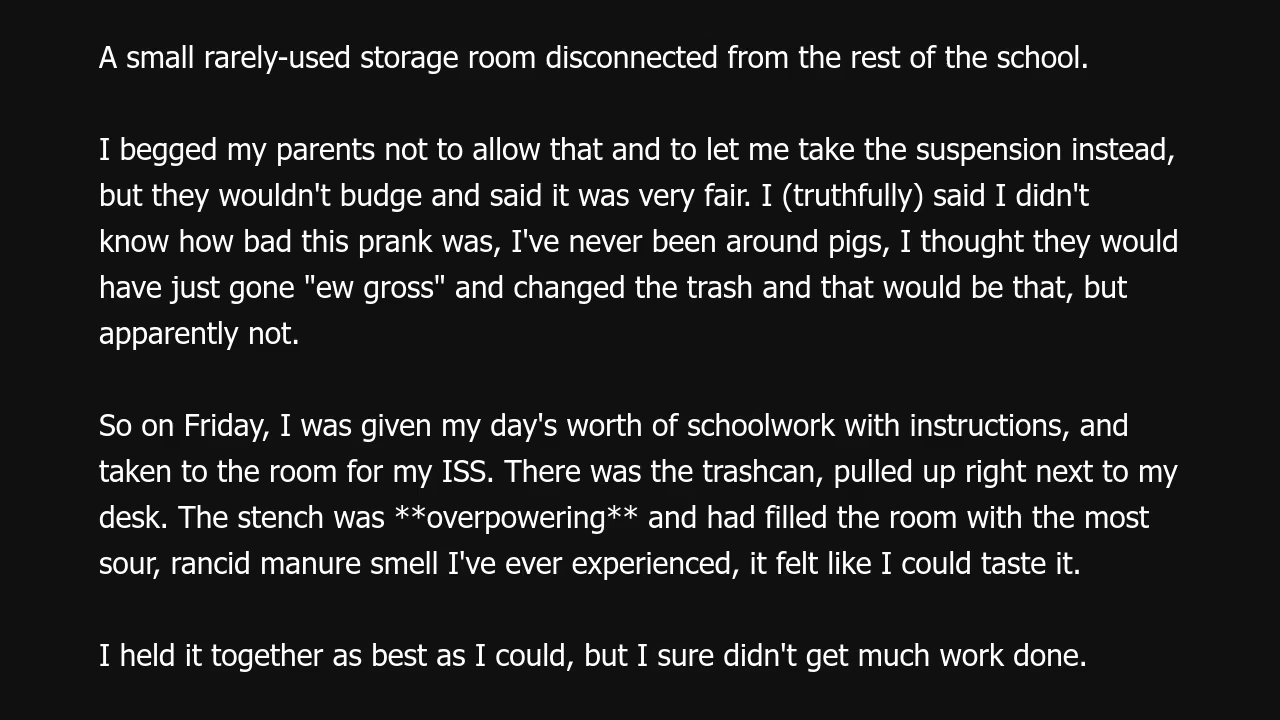 A small rarely-used storage room disconnected from the rest of the school.
I begged my parents not to allow that and to let me take the suspension instead,
but they wouldn't budge and said it was very fair. I (truthfully) said I didn't
know how bad this prank was, I've never been around pigs, I thought they would
have just gone "ew gross" and changed the trash and that would be that, but
apparently not.
So on Friday, I was given my day's worth of schoolwork with instructions, and
taken to the room for my ISS. There was the trashcan, pulled up right next to my
desk. The stench was **overpowering** and had filled the room with the most
sour, rancid manure smell I've ever experienced, it felt like I could taste it.
I held it together as best as I could, but I sure didn't get much work done.